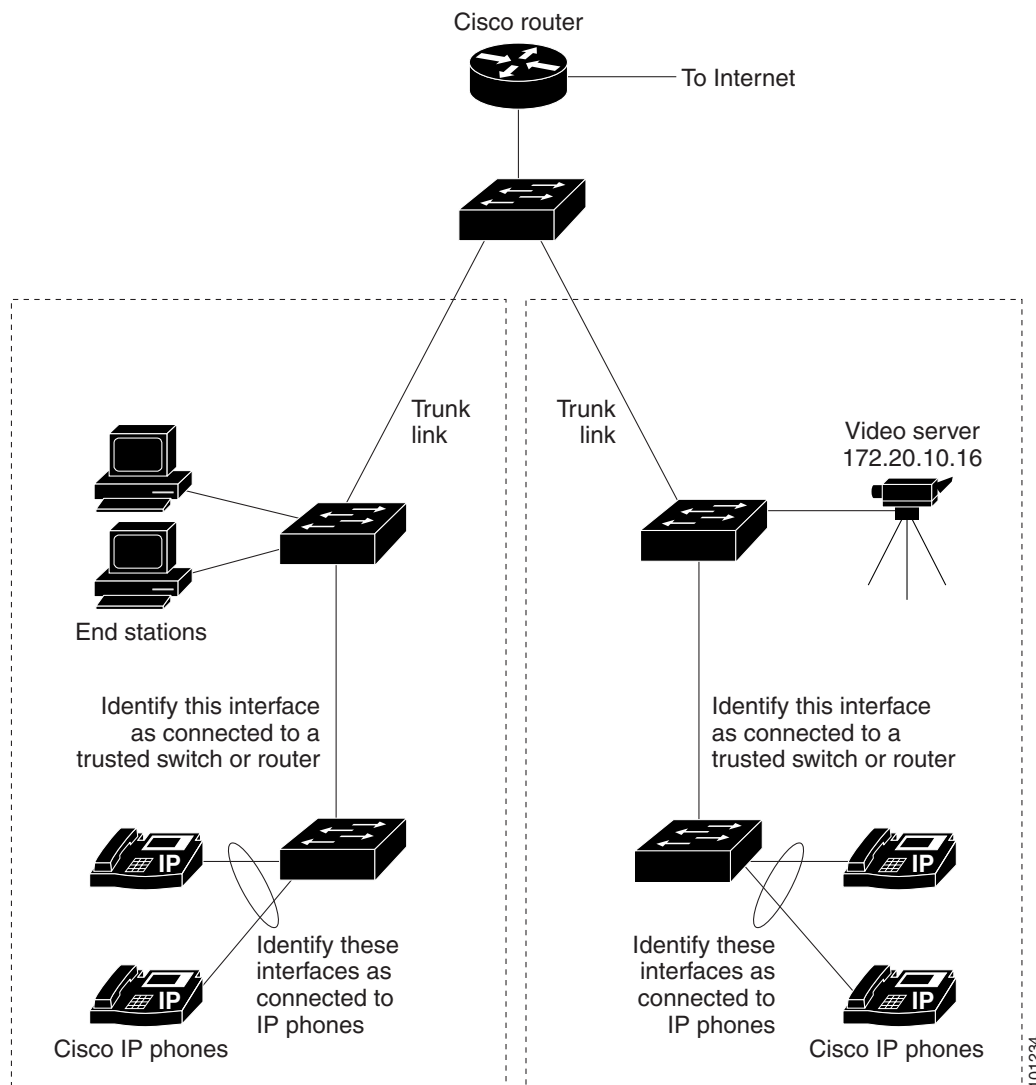 Cisco router
To Internet
Trunk
link
Trunk
link
Video server
172.20.10.16
End stations
Identify this interface
as connected to a
trusted switch or router
Identify this interface
as connected to a
trusted switch or router
IP
IP
Identify these
interfaces as
connected to
IP phones
Identify these
interfaces as
connected to
IP phones
IP
IP
Cisco IP phones
Cisco IP phones
101234